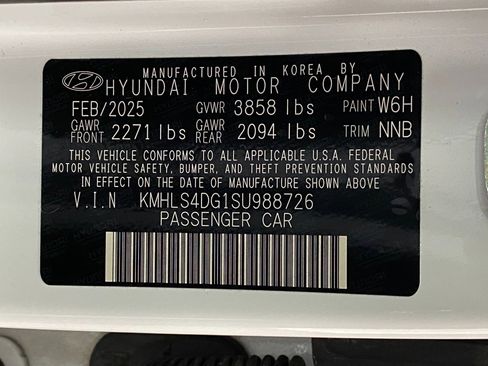 MANUFACTURED IN KOREA BY
HYUNDAI MOTOR COMPANY
FEB/2025 GVWR 3858 lbs PAINT W6H
GAWR FRONT 2271 lbs GAWR REAR 2094 lbs TRIM NNB
THIS VEHICLE CONFORMS TO ALL APPLICABLE U.S.A. FEDERAL
MOTOR VEHICLE SAFETY, BUMPER, AND THEFT PREVENTION STANDARDS
IN EFFECT ON THE DATE OF MANUFACTURE SHOWN ABOVE
V.I.N KMHLS4DG1SU988726
PASSENGER CAR